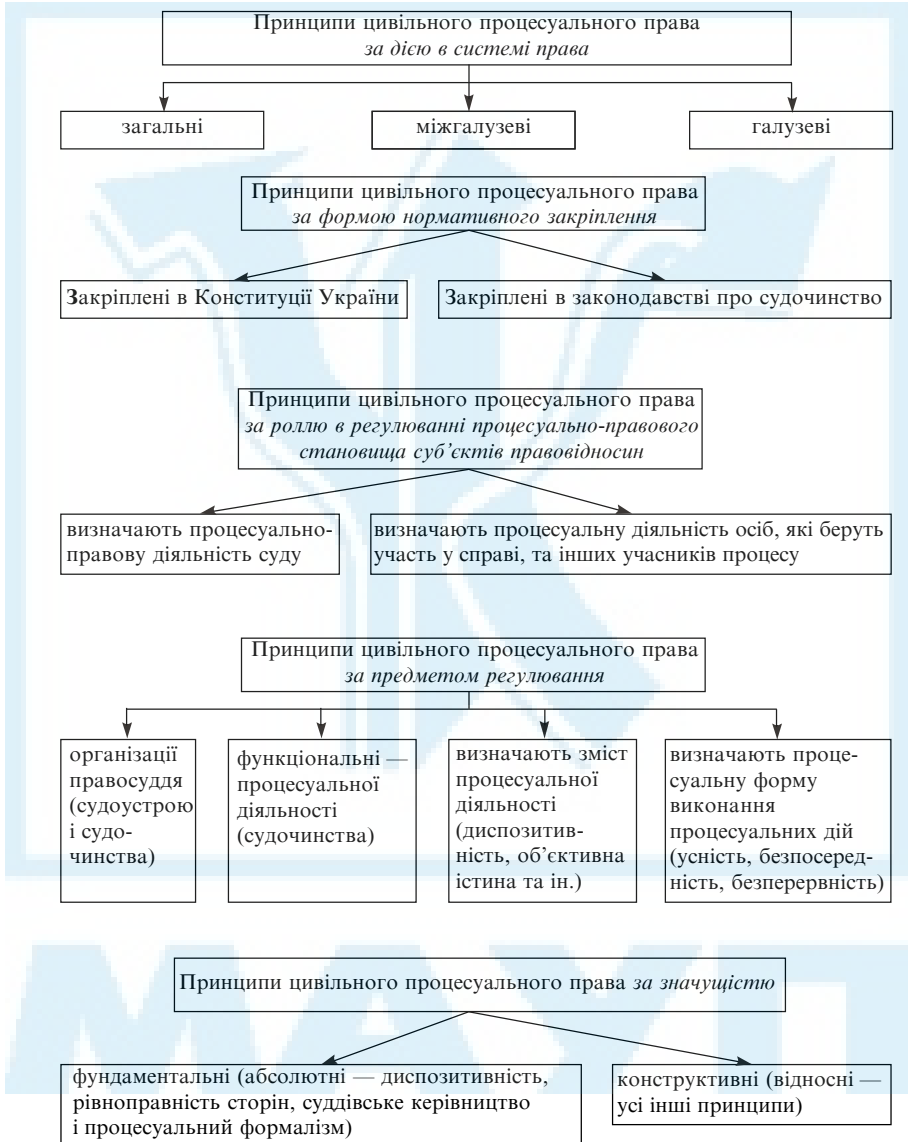 Принципи цивільного процесуального права
за дією в системі права
загальні
міжгалузеві
галузеві
Принципи цивільного процесуального права
за формою нормативного закріплення
Закріплені в Конституції України
Закріплені в законодавстві про судочинство
Принципи цивільного процесуального права
за роллю в регулюванні процесуально-правового
становища суб’єктів правовідносин
визначають процесуально-
правову діяльність суду
визначають процесуальну діяльність осіб, які беруть
участь у справі, та інших учасників процесу
Принципи цивільного процесуального права
за предметом регулювання
організації
правосуддя
(судоустрою
і судо-
чинства)
функціональні —
процесуальної
діяльності
(судочинства)
визначають зміст
процесуальної
діяльності
(диспозитив-
ність, об’єктивна
істина та ін.)
визначають проце-
суальну форму
виконання
процесуальних дій
(усність, безпосеред-
ність, безперервність)
Принципи цивільного процесуального права за значущістю
фундаментальні (абсолютні — диспозитивність,
рівноправність сторін, суддівське керівництво
і процесуальний формалізм)
конструктивні (відносні —
усі інші принципи)
МАУП